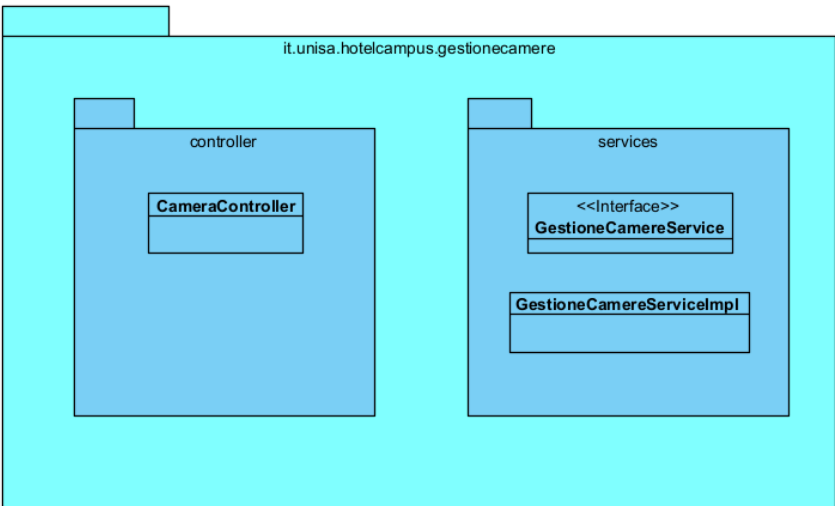 it.unisa.hotelcampus.gestionecamere
controller
services
CameraController
<<Interface>>
GestioneCamereService
GestioneCamereServiceImpl